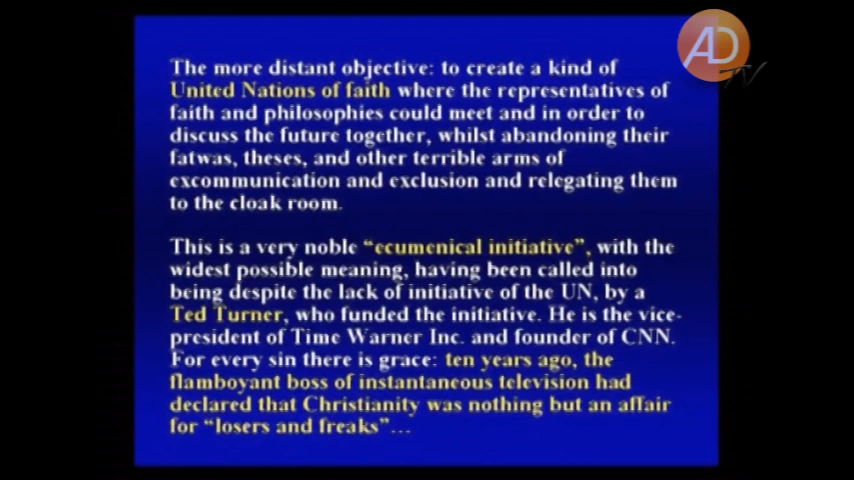 AD
TV
The more distant objective: to create a kind of
United Nations of faith where the representatives of
faith and philosophies could meet and in order to
discuss the future together, whilst abandoning their
fatwas, theses, and other terrible arms of
excommunication and exclusion and relegating them
to the cloak room.
This is a very noble “ecumenical initiative”, with the
widest possible meaning, having been called into
being despite the lack of initiative of the UN, by a
Ted Turner, who funded the initiative. He is the vice-
president of Time Warner Inc. and founder of CNN.
For every sin there is grace: ten years ago, the
flamboyant boss of instantaneous television had
declared that Christianity was nothing but an affair
for “losers and freaks”…